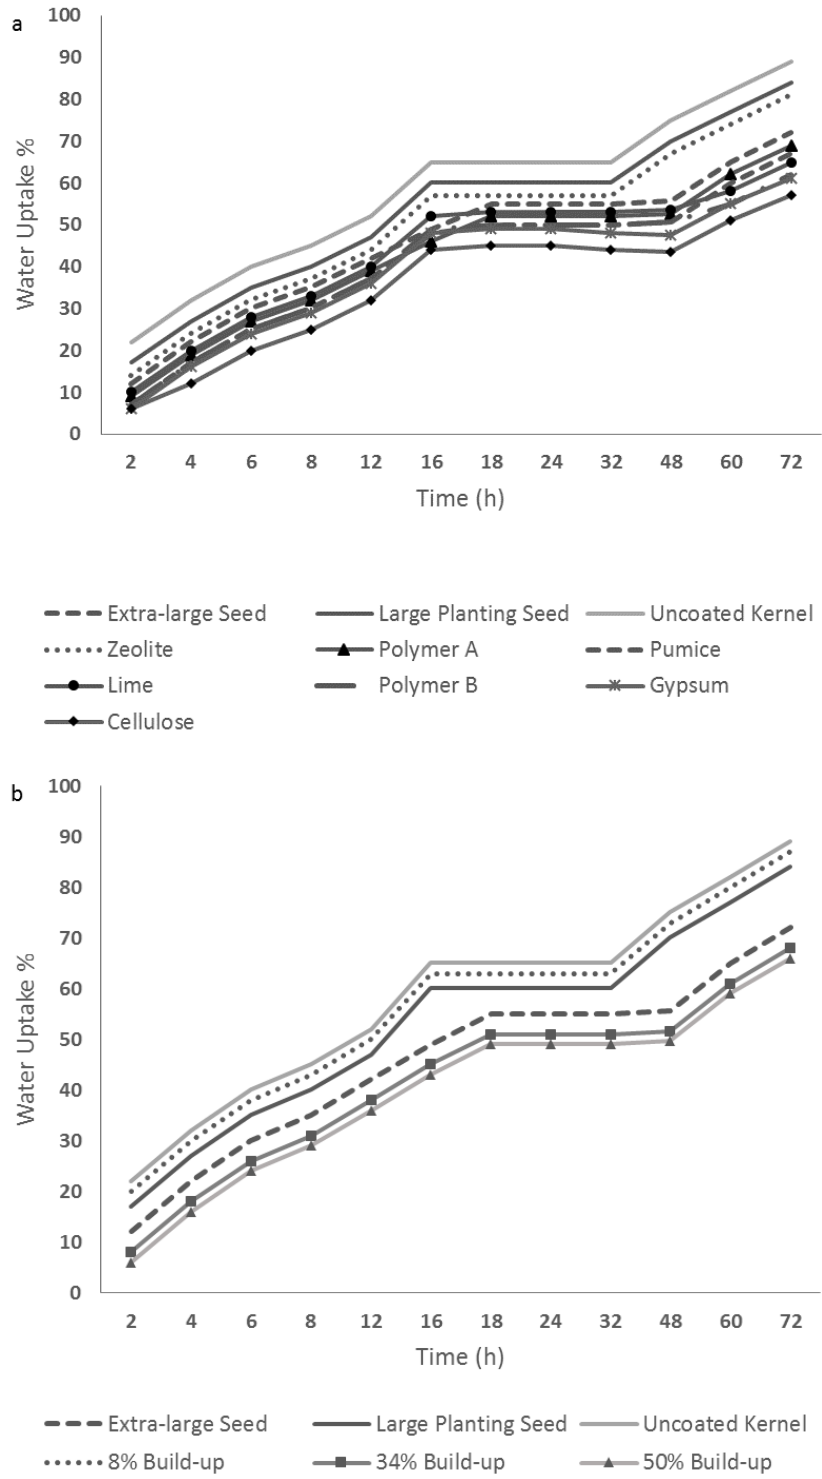 a
100
90
80
70
60
50
40
30
20
10
0
Water Uptake %
2 4 6 8 12 16 18 24 32 48 60 72
Time (h)
Extra-large Seed Large Planting Seed Uncoated Kernel
Zeolite Polymer A Pumice
Lime Polymer B Gypsum
Cellulose
b
100
90
80
70
60
50
40
30
20
10
0
Water Uptake %
2 4 6 8 12 16 18 24 32 48 60 72
Time (h)
Extra-large Seed Large Planting Seed Uncoated Kernel
8% Build-up 34% Build-up 50% Build-up